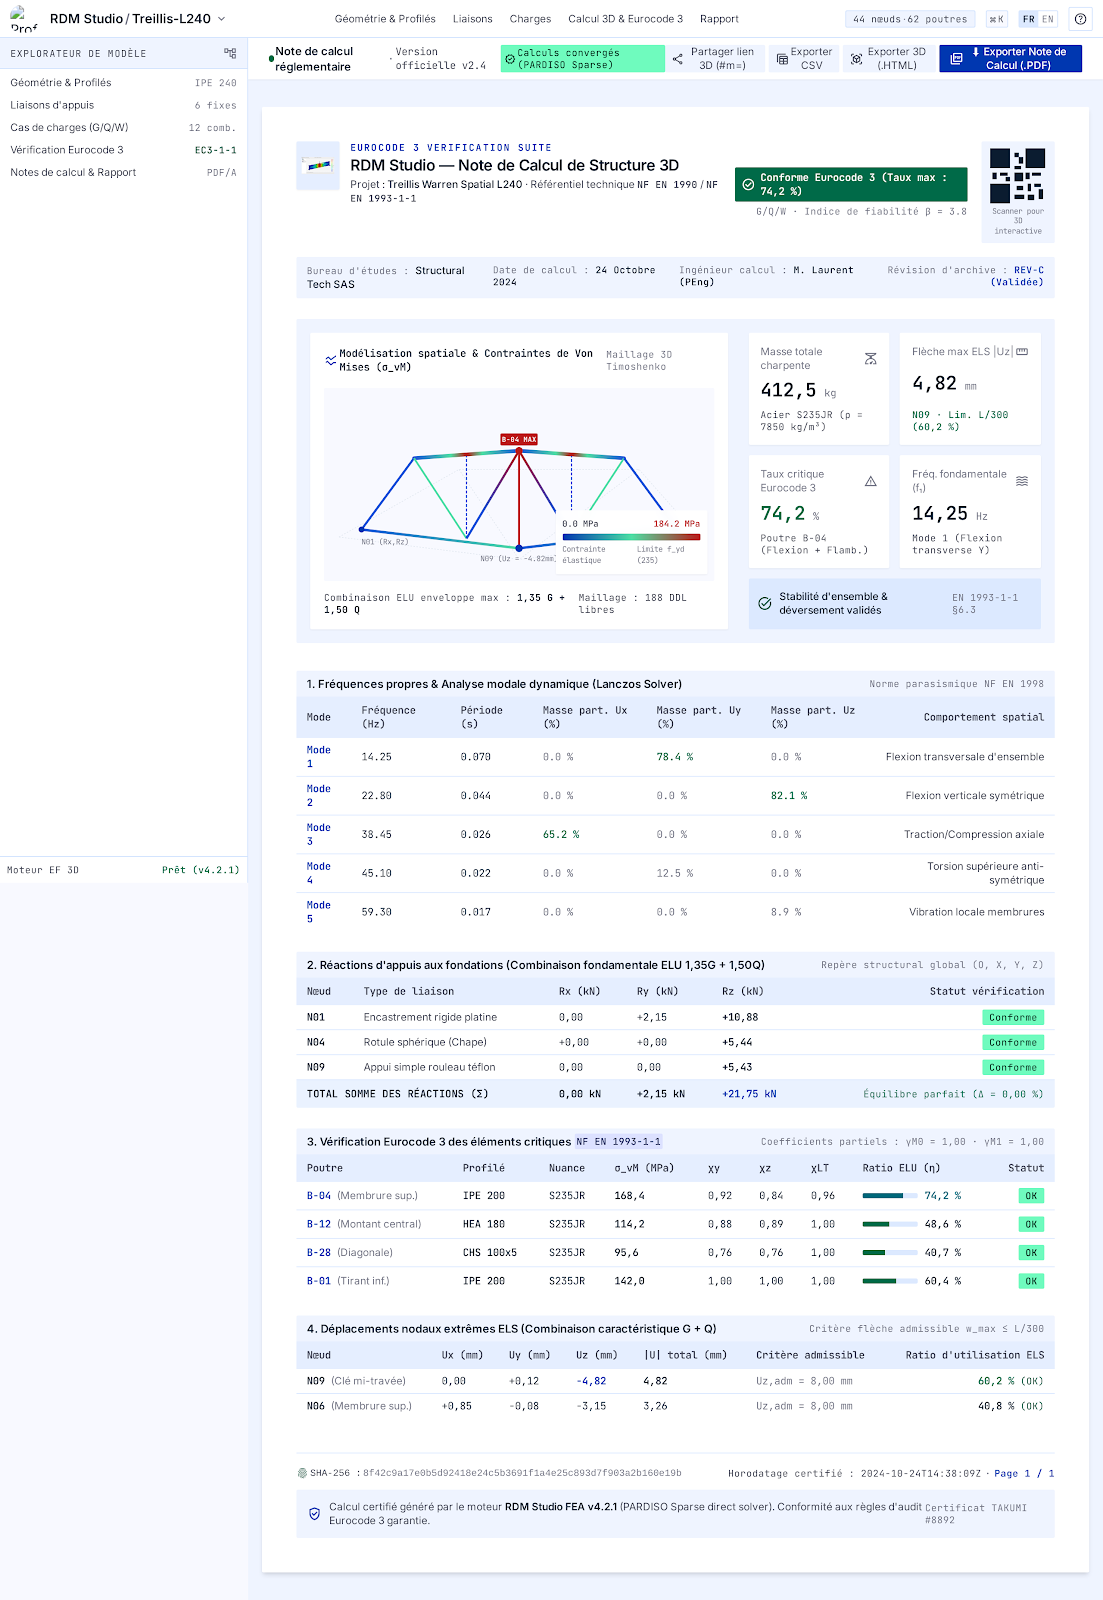 Prof
RDM Studio / Treillis-L240
Géométrie & Profilés
Liaisons
Charges
Calcul 3D & Eurocode 3
Rapport
44 nœuds·62 poutres
⌘K
FR EN
EXPLORATEUR DE MODÈLE
Géométrie & Profilés IPE 240
Liaisons d'appuis 6 fixes
Cas de charges (G/Q/W) 12 comb.
Vérification Eurocode 3 EC3-1-1
Notes de calcul & Rapport PDF/A
Moteur EF 3D Prêt (v4.2.1)
Note de calcul
réglementaire
· Version
officielle v2.4
Calculs convergés
(PARDISO Sparse)
Partager lien
3D (#m=)
Exporter
CSV
Exporter 3D
(.HTML)
⬇ Exporter Note de
Calcul (.PDF)
EUROCODE 3 VERIFICATION SUITE
RDM Studio — Note de Calcul de Structure 3D
Projet : Treillis Warren Spatial L240 · Référentiel technique NF EN 1990 / NF
EN 1993-1-1
Conforme Eurocode 3 (Taux max :
74,2 %)
G/Q/W · Indice de fiabilité β = 3.8
Scanner pour
3D
interactive
Bureau d'études : Structural
Tech SAS
Date de calcul : 24 Octobre
2024
Ingénieur calcul : M. Laurent
(PEng)
Révision d'archive : REV-C
(Validée)
Modélisation spatiale & Contraintes de Von
Mises (σ_vM)
Maillage 3D
Timoshenko
B-04 MAX
N01 (Rx,Rz)
N09 (Uz = -4.82mm)
0.0 MPa 184.2 MPa
Contrainte
élastique
Limite f_yd
(235)
Combinaison ELU enveloppe max : 1,35 G +
1,50 Q
Maillage : 188 DDL
libres
Masse totale
charpente
412,5 kg
Acier S235JR (ρ =
7850 kg/m³)
Flèche max ELS |Uz|
4,82 mm
N09 · Lim. L/300
(60,2 %)
Taux critique
Eurocode 3
74,2 %
Poutre B-04
(Flexion + Flamb.)
Fréq. fondamentale
(f₁)
14,25 Hz
Mode 1 (Flexion
transverse Y)
Stabilité d'ensemble &
déversement validés
EN 1993-1-1
§6.3
1. Fréquences propres & Analyse modale dynamique (Lanczos Solver) Norme parasismique NF EN 1998
Mode Fréquence (Hz) Période (s) Masse part. Ux (%) Masse part. Uy (%) Masse part. Uz (%) Comportement spatial
Mode 1 14.25 0.070 0.0 % 78.4 % 0.0 % Flexion transversale d'ensemble
Mode 2 22.80 0.044 0.0 % 0.0 % 82.1 % Flexion verticale symétrique
Mode 3 38.45 0.026 65.2 % 0.0 % 0.0 % Traction/Compression axiale
Mode 4 45.10 0.022 0.0 % 12.5 % 0.0 % Torsion supérieure anti-symétrique
Mode 5 59.30 0.017 0.0 % 0.0 % 8.9 % Vibration locale membrures
2. Réactions d'appuis aux fondations (Combinaison fondamentale ELU 1,35G + 1,50Q) Repère structural global (O, X, Y, Z)
Nœud Type de liaison Rx (kN) Ry (kN) Rz (kN) Statut vérification
N01 Encastrement rigide platine 0,00 +2,15 +10,88 Conforme
N04 Rotule sphérique (Chape) +0,00 +0,00 +5,44 Conforme
N09 Appui simple rouleau téflon 0,00 0,00 +5,43 Conforme
TOTAL SOMME DES RÉACTIONS (Σ) 0,00 kN +2,15 kN +21,75 kN Équilibre parfait (Δ = 0,00 %)
3. Vérification Eurocode 3 des éléments critiques NF EN 1993-1-1 Coefficients partiels : γM0 = 1,00 · γM1 = 1,00
Poutre Profilé Nuance σ_vM (MPa) χy χz χLT Ratio ELU (η) Statut
B-04 (Membrure sup.) IPE 200 S235JR 168,4 0,92 0,84 0,96 74,2 % OK
B-12 (Montant central) HEA 180 S235JR 114,2 0,88 0,89 1,00 48,6 % OK
B-28 (Diagonale) CHS 100x5 S235JR 95,6 0,76 0,76 1,00 40,7 % OK
B-01 (Tirant inf.) IPE 200 S235JR 142,0 1,00 1,00 1,00 60,4 % OK
4. Déplacements nodaux extrêmes ELS (Combinaison caractéristique G + Q) Critère flèche admissible w_max ≤ L/300
Nœud Ux (mm) Uy (mm) Uz (mm) |U| total (mm) Critère admissible Ratio d'utilisation ELS
N09 (Clé mi-travée) 0,00 +0,12 -4,82 4,82 Uz,adm = 8,00 mm 60,2 % (OK)
N06 (Membrure sup.) +0,85 -0,08 -3,15 3,26 Uz,adm = 8,00 mm 40,8 % (OK)
SHA-256 : 8f42c9a17e0b5d92418e24c5b3691f1a4e25c893d7f903a2b160e19b
Horodatage certifié : 2024-10-24T14:38:09Z · Page 1 / 1
Calcul certifié généré par le moteur RDM Studio FEA v4.2.1 (PARDISO Sparse direct solver). Conformité aux règles d'audit
Eurocode 3 garantie.
Certificat TAKUMI
#8892